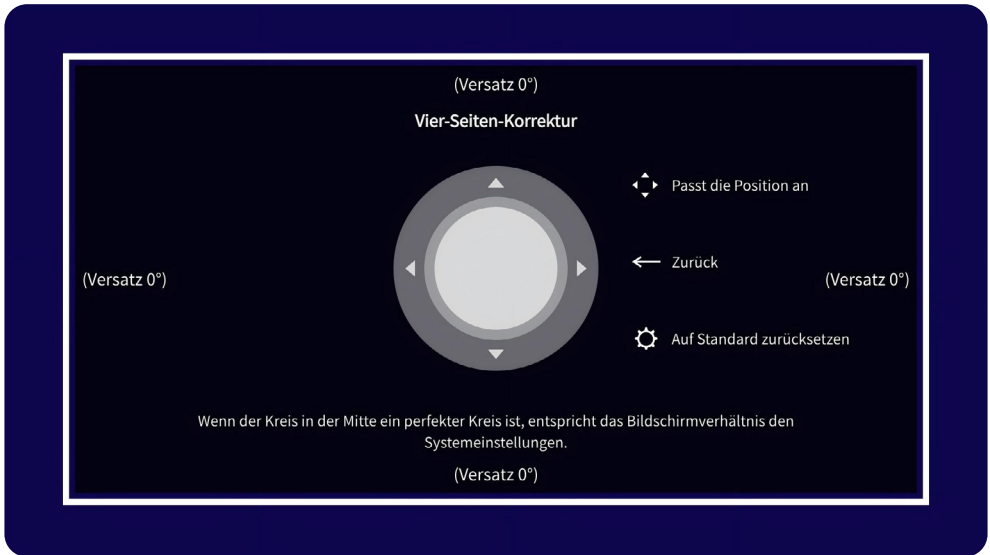 (Versatz 0°)
Vier-Seiten-Korrektur
Passt die Position an
Zurück
(Versatz 0°)
(Versatz 0°)
Auf Standard zurücksetzen
Wenn der Kreis in der Mitte ein perfekter Kreis ist, entspricht das Bildschirmverhältnis den
Systemeinstellungen.
(Versatz 0°)